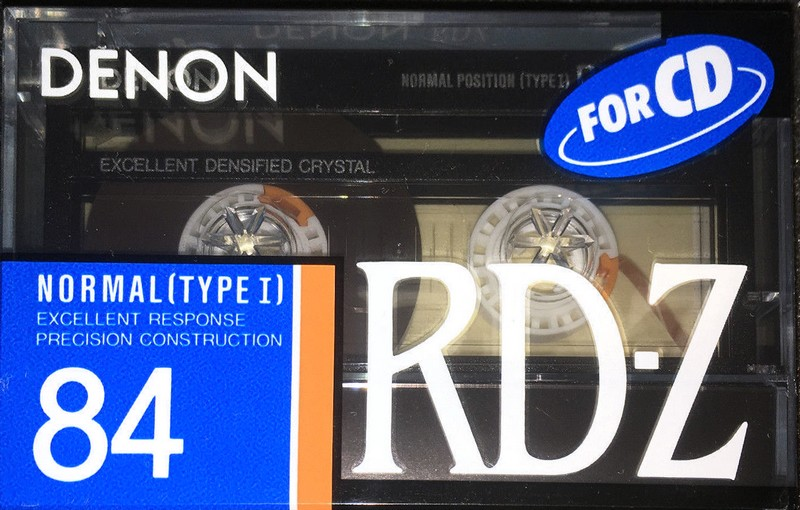 DENON
NORMAL POSITION (TYPE I)
FOR CD
EXCELLENT DENSIFIED CRYSTAL
NORMAL (TYPE I)
EXCELLENT RESPONSE
PRECISION CONSTRUCTION
84
RD-Z